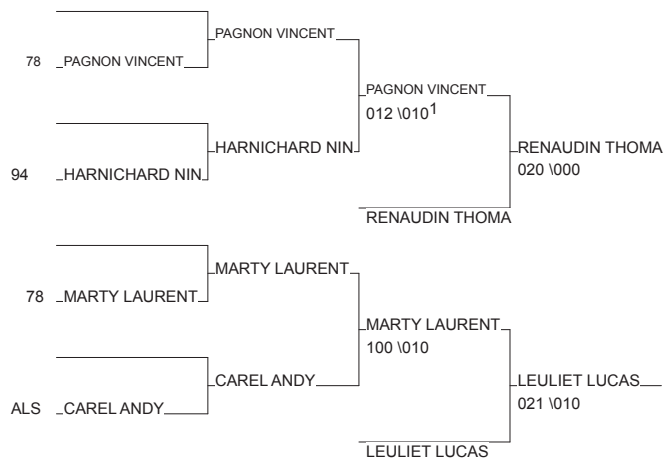 PAGNON VINCENT
78 PAGNON VINCENT
PAGNON VINCENT
012 \010¹
HARNICHARD NIN
RENAUDIN THOMA
020 \000
94 HARNICHARD NIN
RENAUDIN THOMA
MARTY LAURENT
78 MARTY LAURENT
MARTY LAURENT
100 \010
CAREL ANDY
LEULIET LUCAS
021 \010
ALS CAREL ANDY
LEULIET LUCAS